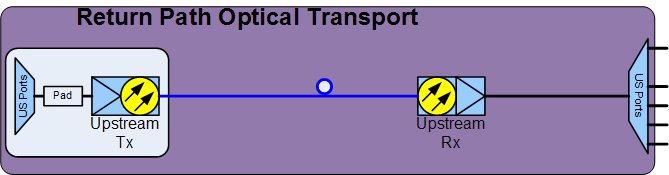 Return Path Optical Transport
US Ports
Pad
Upstream
Tx
Upstream
Rx
US Ports